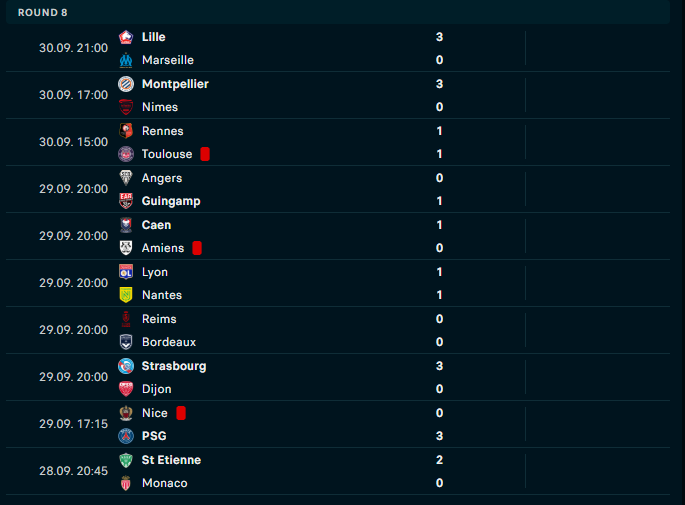 ROUND 8
30.09. 21:00 Lille 3
Marseille 0
30.09. 17:00 Montpellier 3
Nimes 0
30.09. 15:00 Rennes 1
Toulouse 1
29.09. 20:00 Angers 0
Guingamp 1
29.09. 20:00 Caen 1
Amiens 0
29.09. 20:00 Lyon 1
Nantes 1
29.09. 20:00 Reims 0
Bordeaux 0
29.09. 20:00 Strasbourg 3
Dijon 0
29.09. 17:15 Nice 0
PSG 3
28.09. 20:45 St Etienne 2
Monaco 0